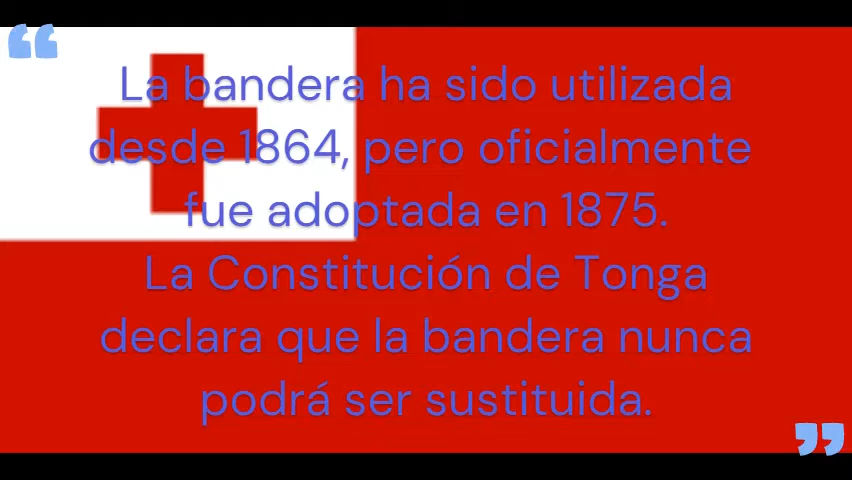 “
La bandera ha sido utilizada
desde 1864, pero oficialmente
fue adoptada en 1875.
La Constitución de Tonga
declara que la bandera nunca
podrá ser sustituida.
”